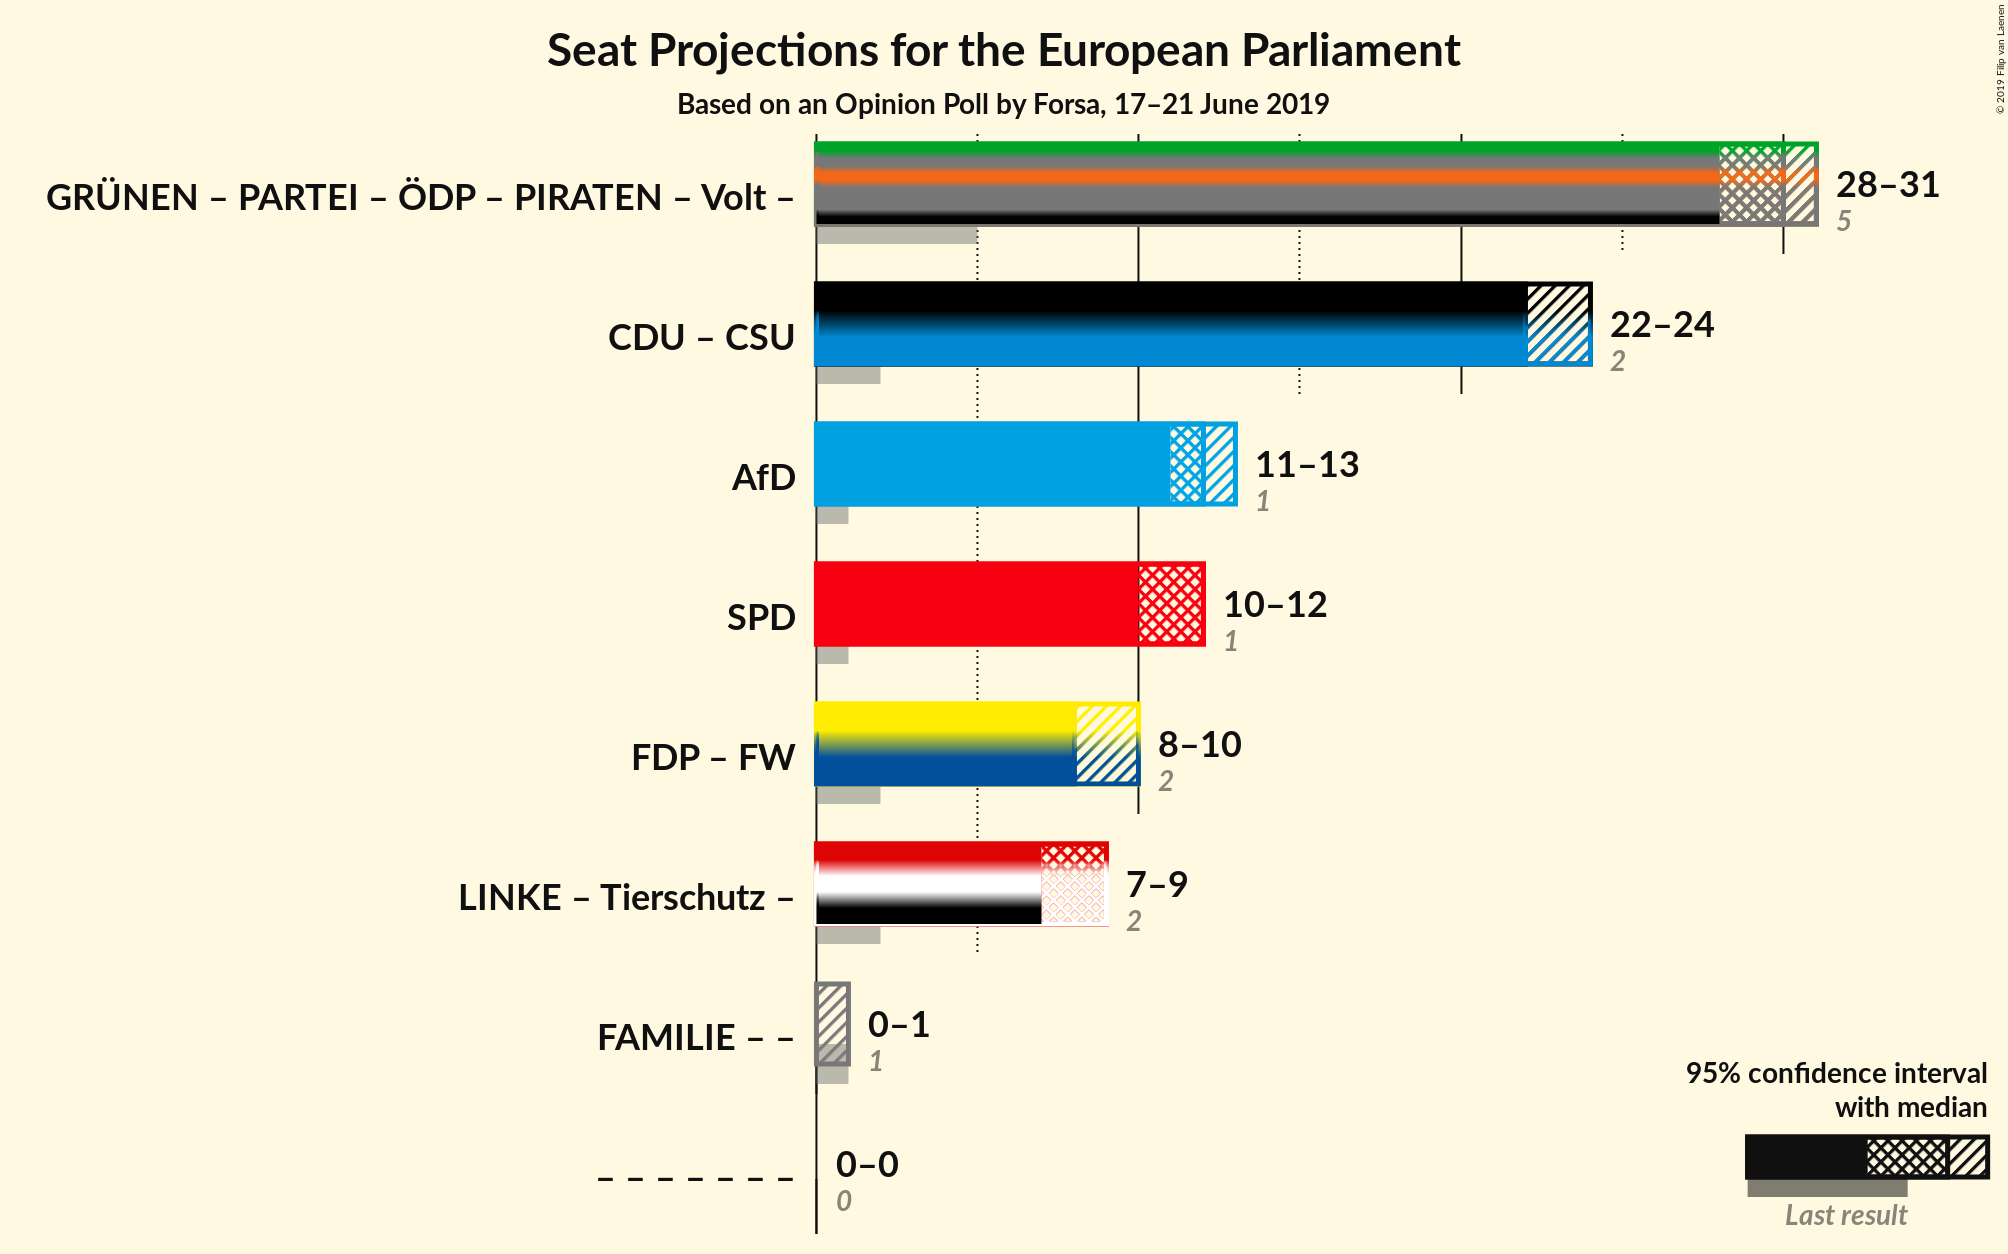 Seat Projections for the European Parliament
Based on an Opinion Poll by Forsa, 17–21 June 2019
© 2019 Filip van Laenen
GRÜNEN – PARTEI – ÖDP – PIRATEN – Volt –
28–31
5
CDU – CSU
22–24
2
AfD
11–13
1
SPD
10–12
1
FDP – FW
8–10
2
LINKE – Tierschutz –
7–9
2
FAMILIE – –
0–1
1
– – – – – – –
0–0
0
95% confidence interval
with median
Last result